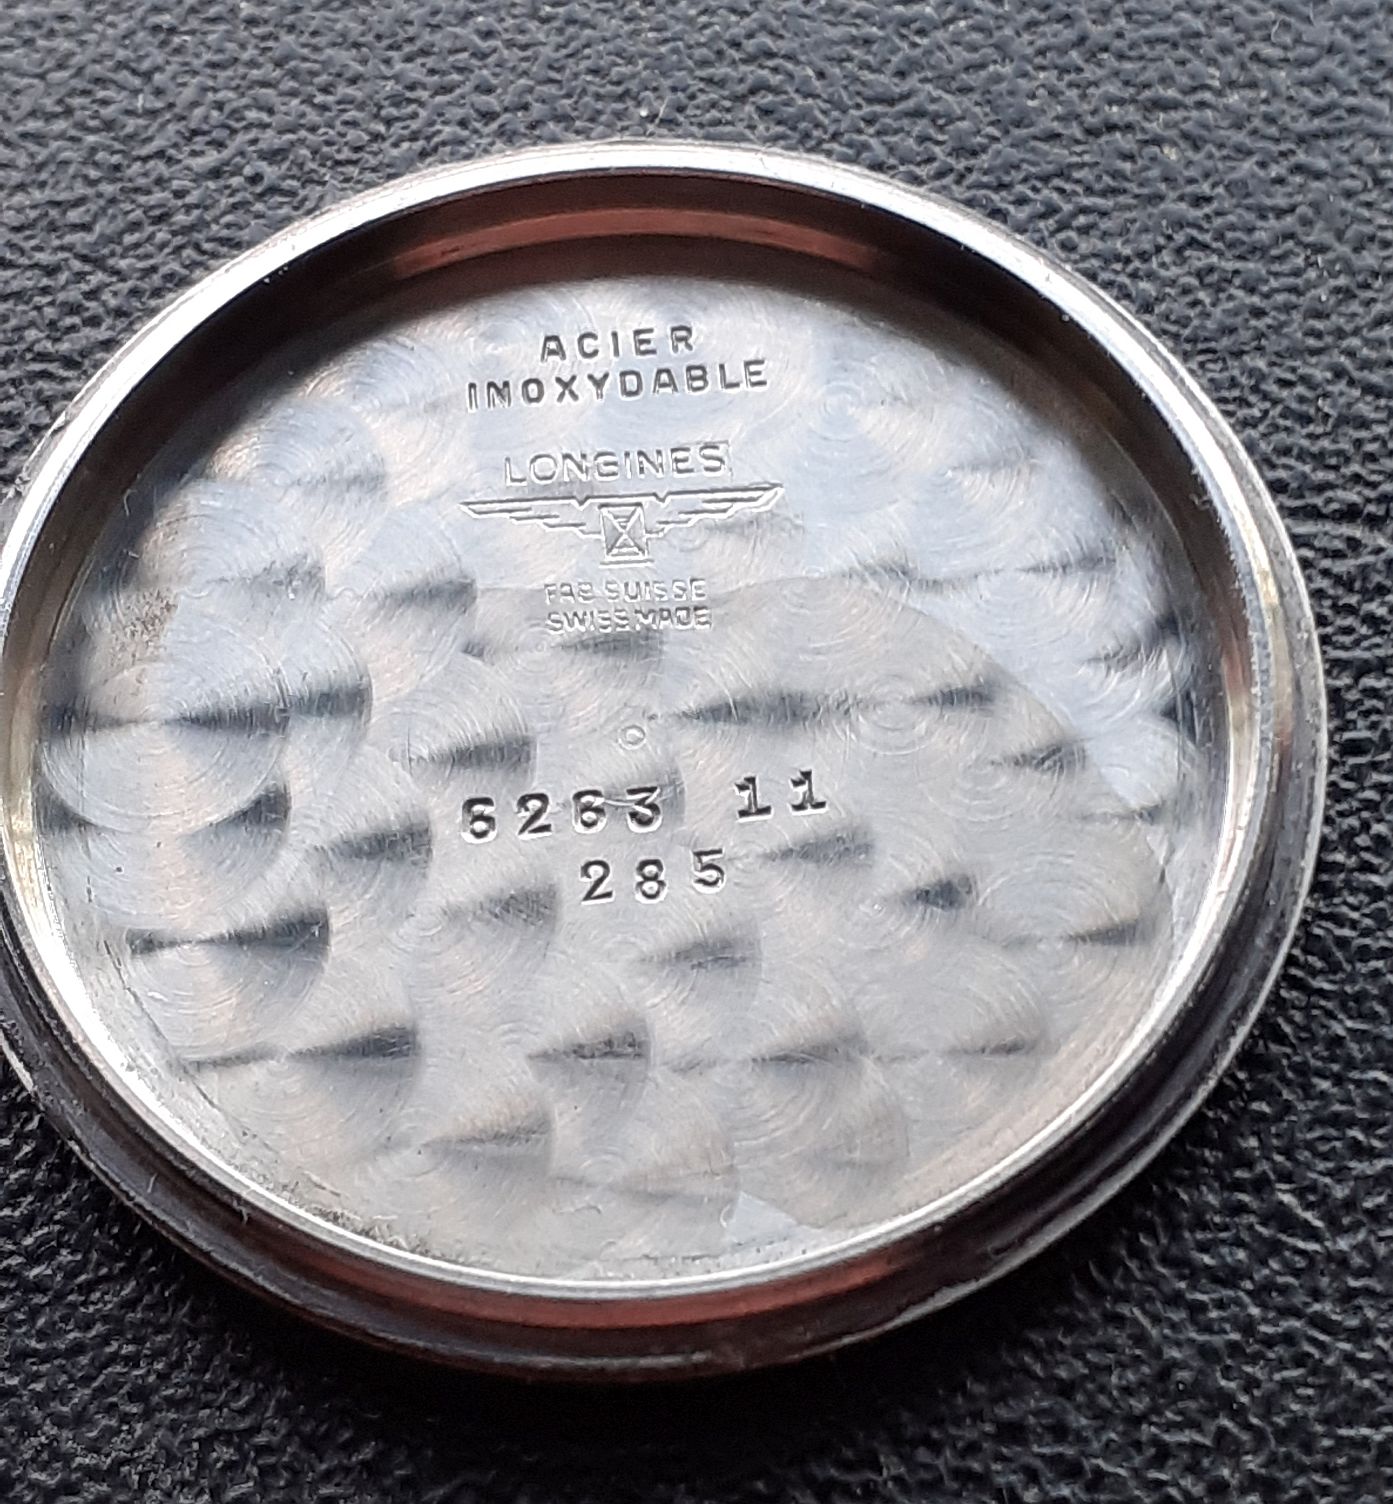 ACIER
INOXYDABLE
LONGINES
FAB SUISSE
SWISS MADE
6263 11
285